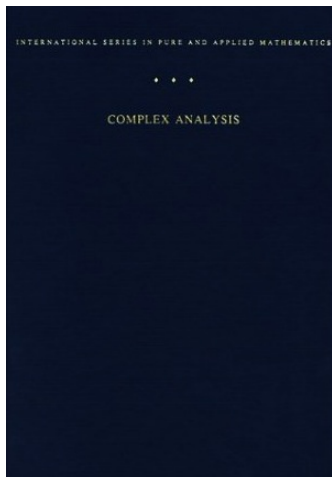 INTERNATIONAL SERIES IN PURE AND APPLIED MATHEMATICS
COMPLEX ANALYSIS